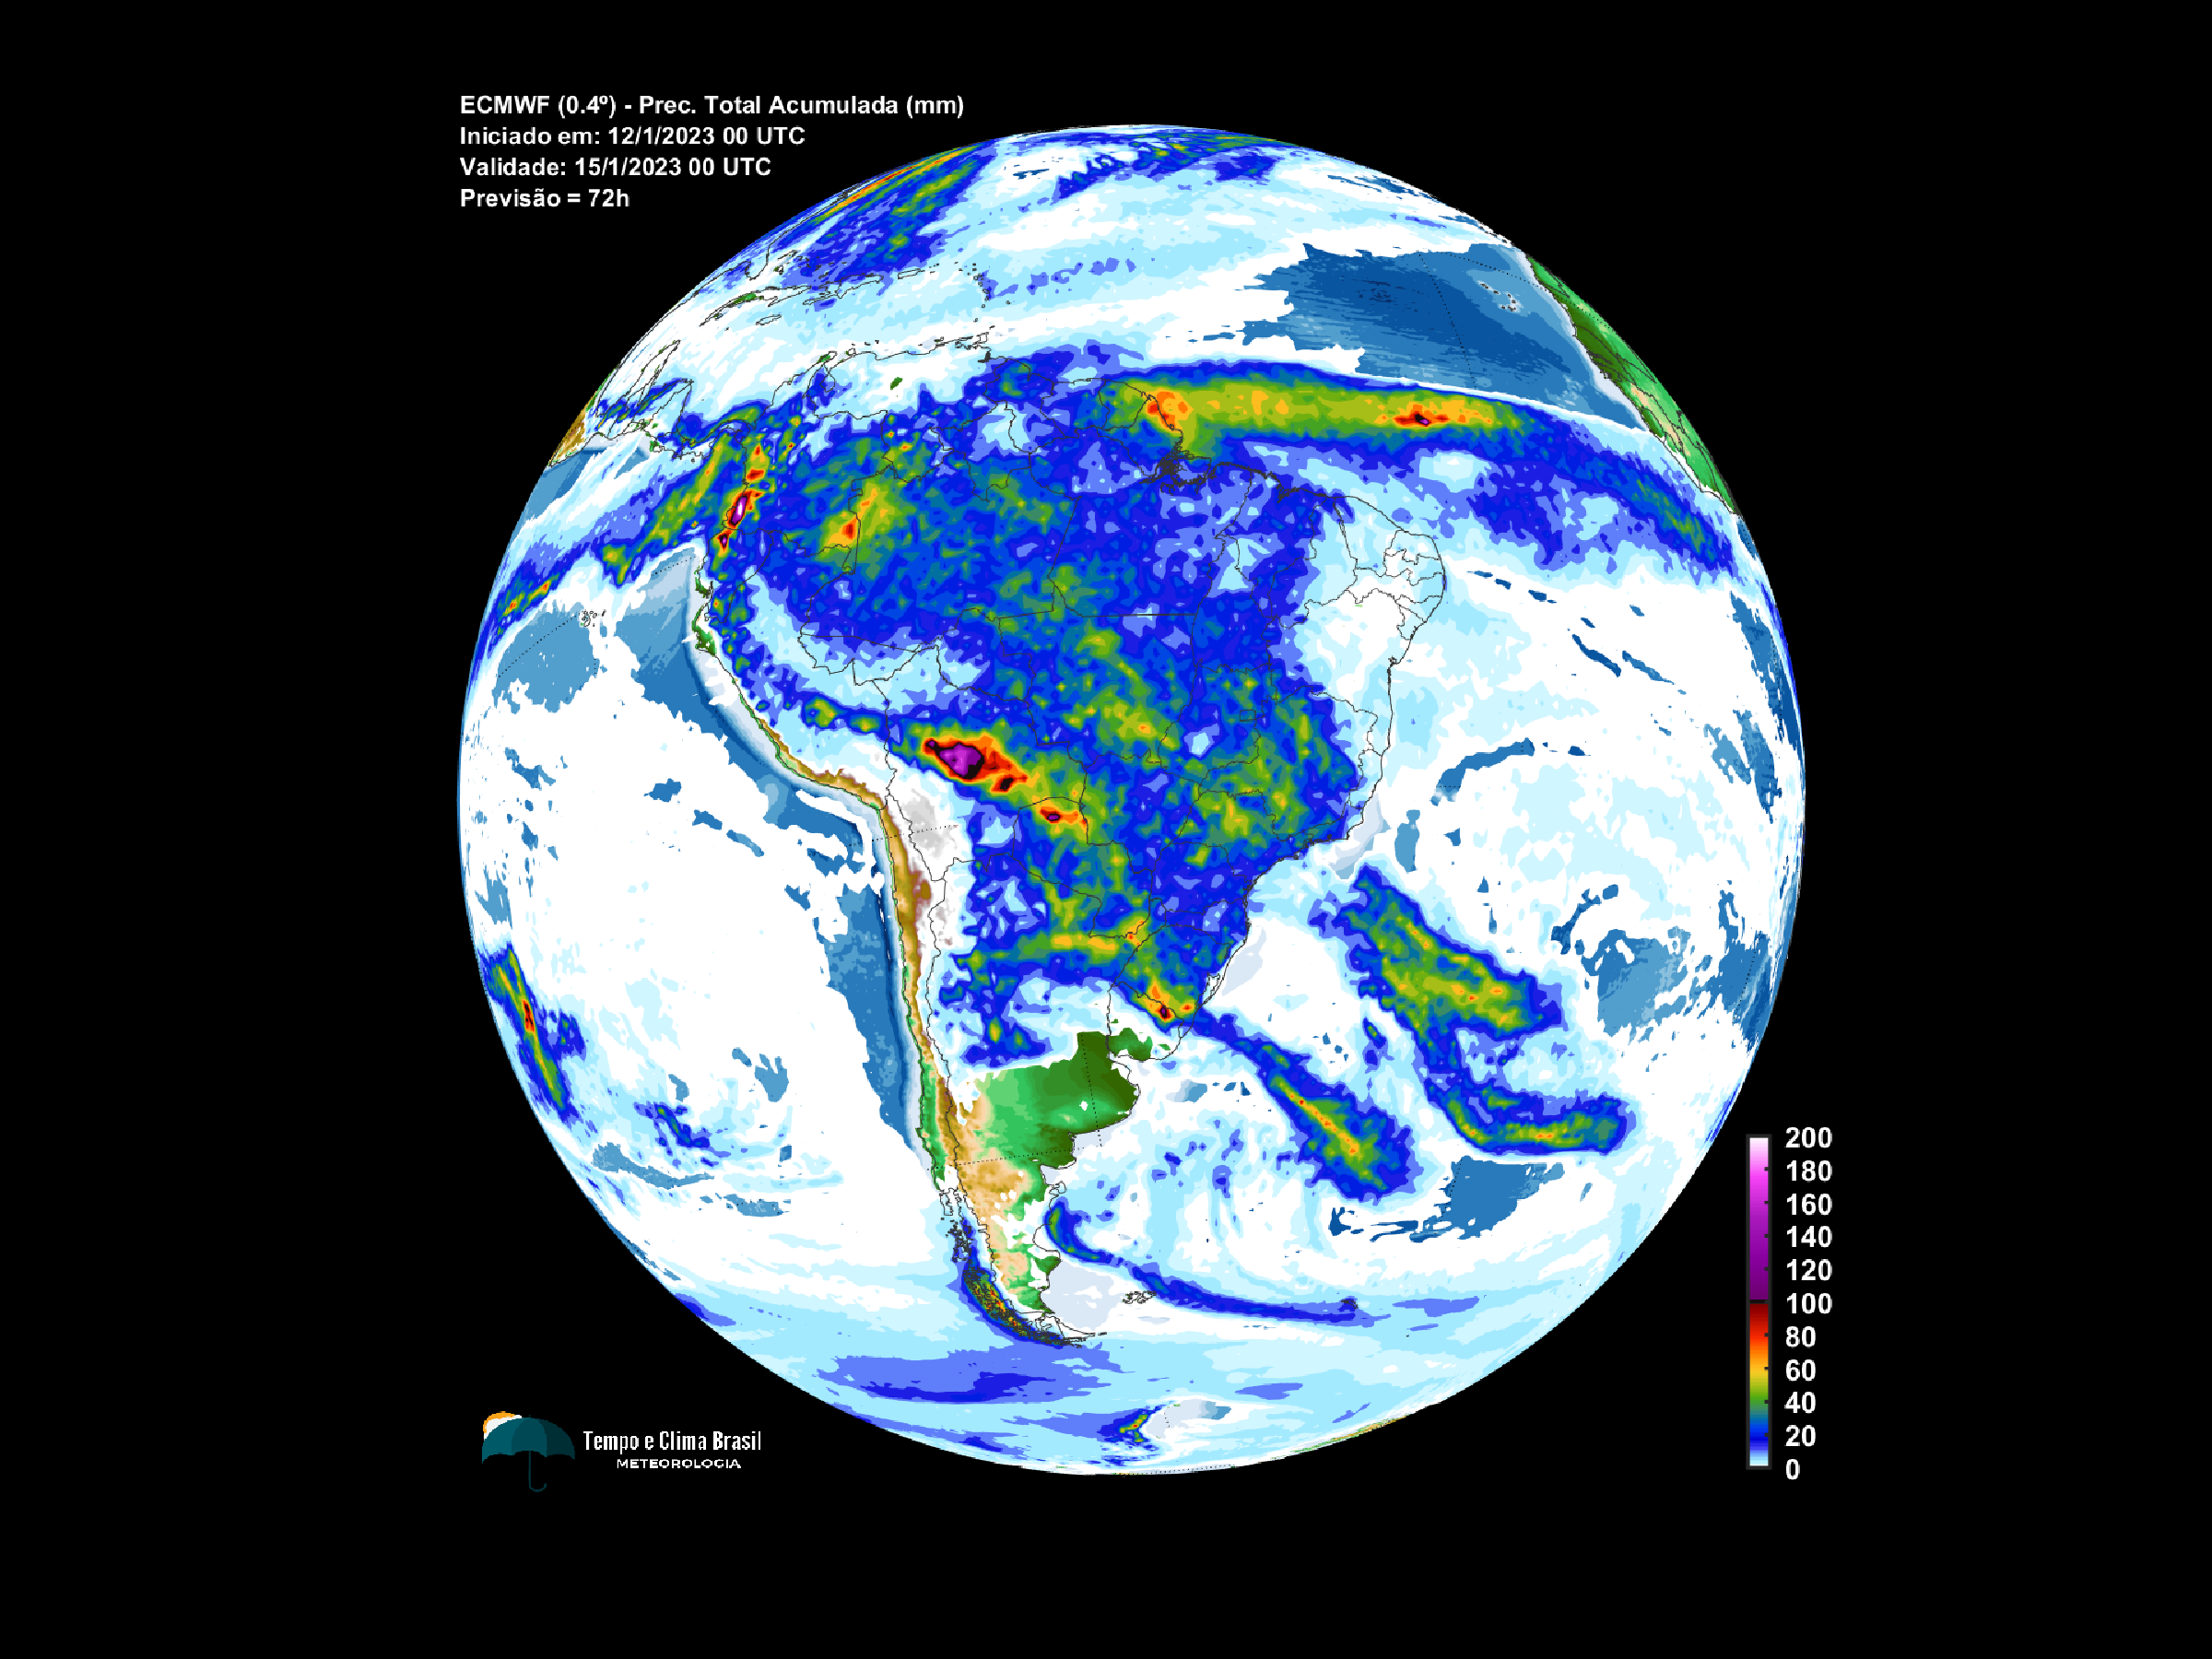 ECMWF (0.4º) - Prec. Total Acumulada (mm)
Iniciado em: 12/1/2023 00 UTC
Validade: 15/1/2023 00 UTC
Previsão = 72h
200
180
160
140
120
100
80
60
40
20
0
Tempo e Clima Brasil
METEOROLOGIA